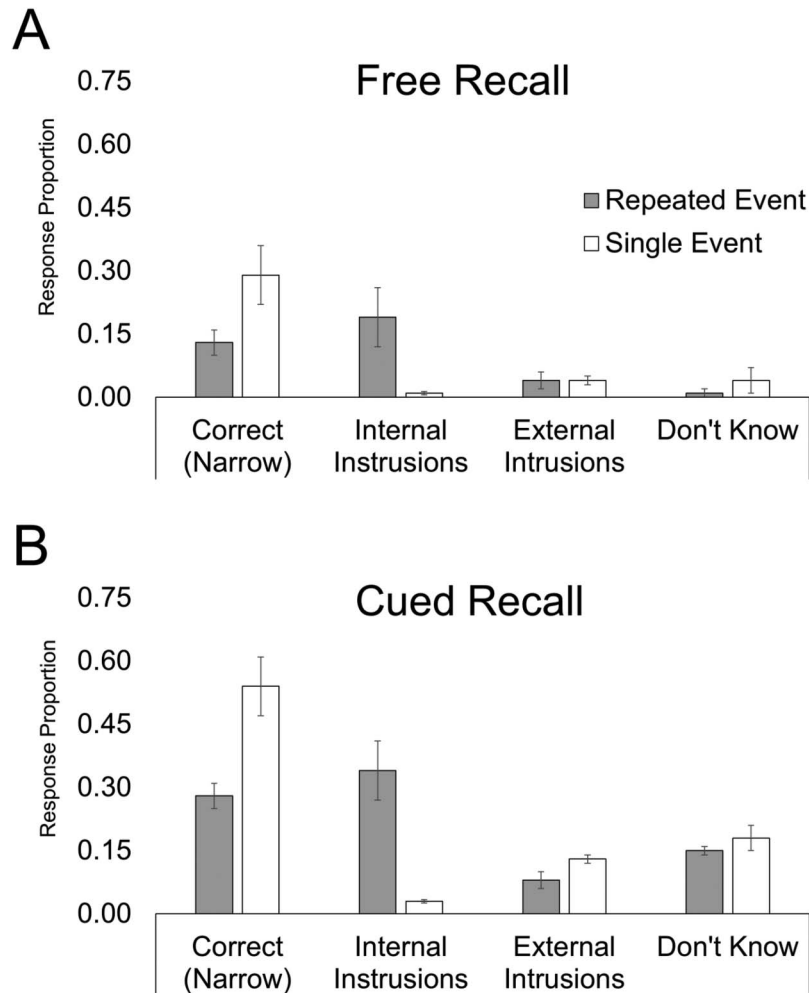 A
Free Recall
Response Proportion
0.75
0.60
0.45
0.30
0.15
0.00
Repeated Event
Single Event
Correct
(Narrow)
Internal
Instrusions
External
Intrusions
Don't Know
B
Cued Recall
Response Proportion
0.75
0.60
0.45
0.30
0.15
0.00
Correct
(Narrow)
Internal
Instrusions
External
Intrusions
Don't Know